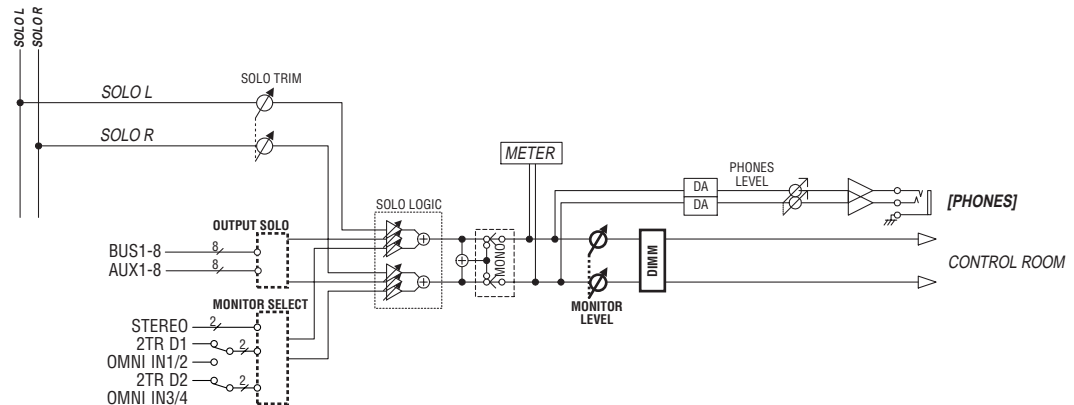 SOLO L
SOLO R
SOLO TRIM
SOLO L
SOLO R
METER
PHONES
LEVEL
DA
DA
[PHONES]
SOLO LOGIC
OUTPUT SOLO
BUS1-8 8
AUX1-8 8
MONO
DIMM
CONTROL ROOM
MONITOR SELECT
MONITOR
LEVEL
STEREO 2
2TR D1 2
OMNI IN1/2
2TR D2 2
OMNI IN3/4